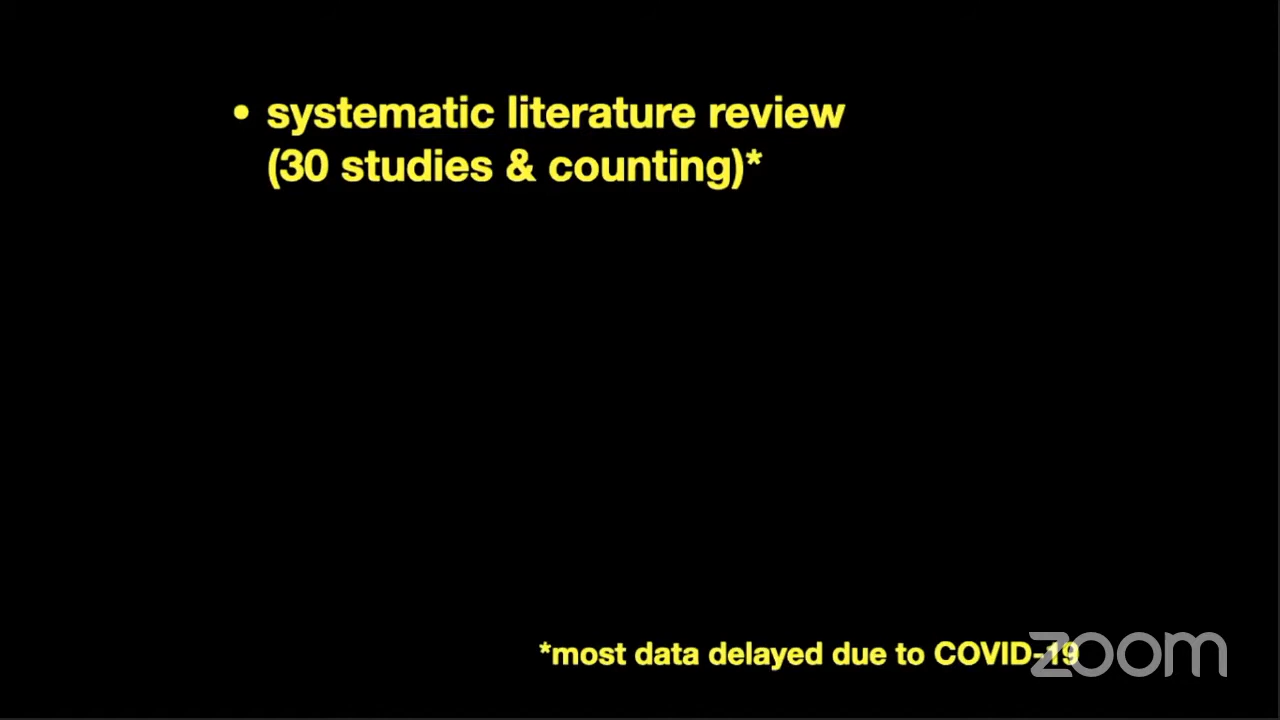 • systematic literature review
(30 studies & counting)*
*most data delayed due to COVID-19
zoom